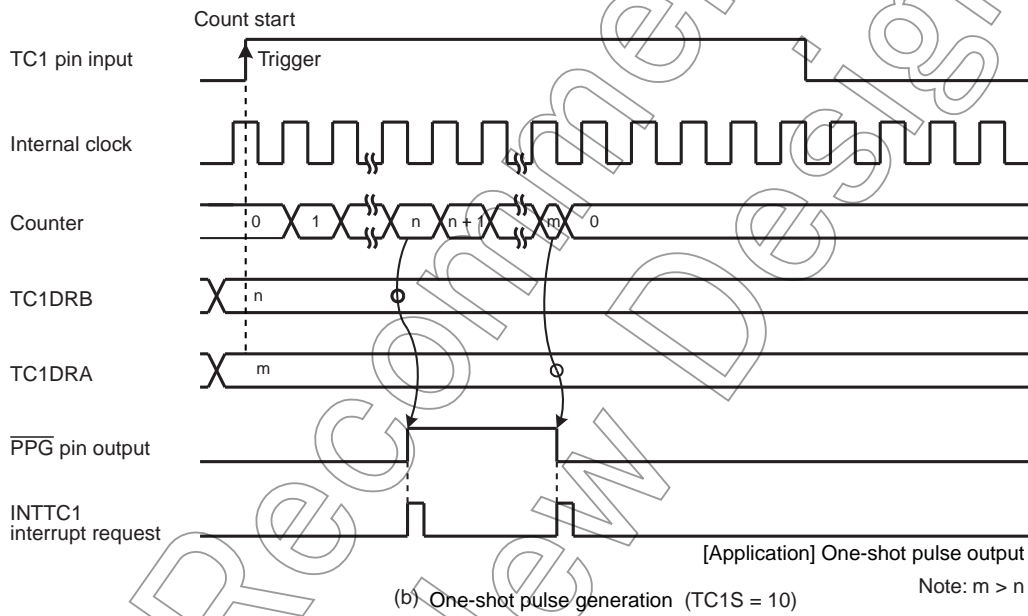 Count start
TC1 pin input
Trigger
Internal clock
Counter
0 1 n n + 1 m 0
TC1DRB
n
TC1DRA
m
PPG pin output
INTTC1
interrupt request
[Application] One-shot pulse output
Note: m > n
(b) One-shot pulse generation (TC1S = 10)